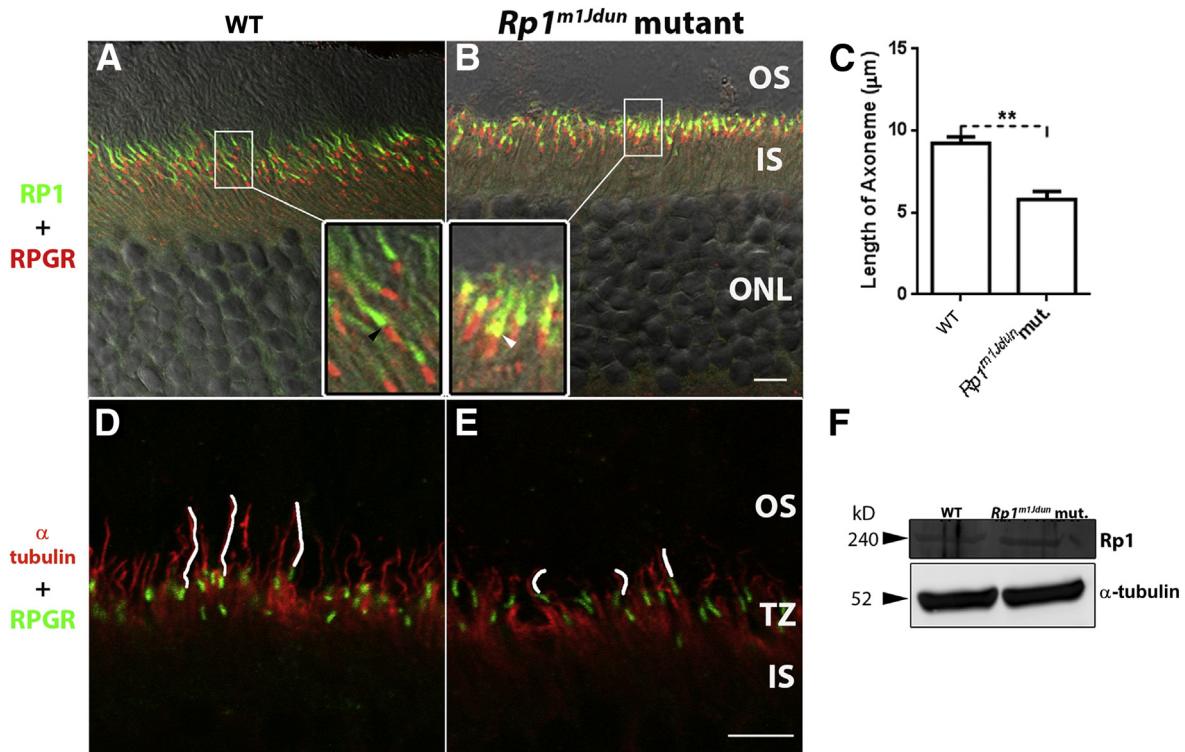 WT
Rp1m1Jdun mutant
A
B
OS
IS
ONL
RP1
+
RPGR
C
Length of Axoneme (μm)
15
10
5
0
**
WT
Rp1m1Jdun mut.
D
E
OS
TZ
IS
α
tubulin
+
RPGR
F
kD
WT
Rp1m1Jdun mut.
240
Rp1
52
α-tubulin